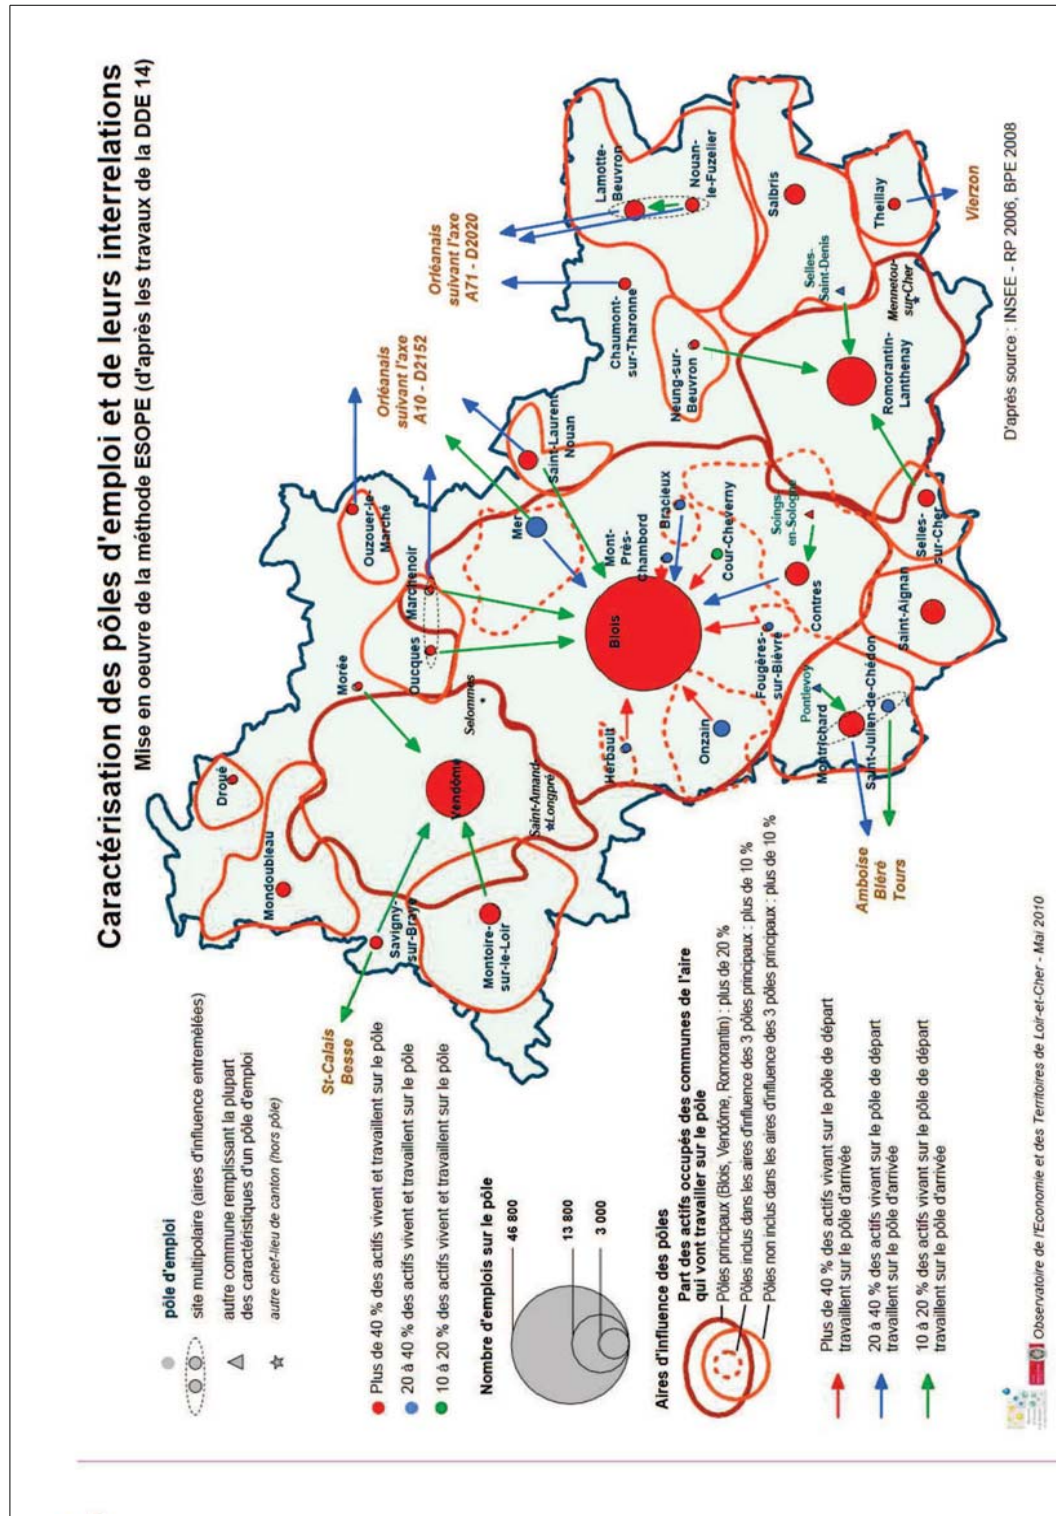 Caractérisation des pôles d'emploi et de leurs interrelations
Mise en oeuvre de la méthode ESOPE (d'après les travaux de la DDE 14)
pôle d'emploi
site multipolaire (aires d'influence entremêlées)
autre commune remplissant la plupart
des caractéristiques d'un pôle d'emploi
autre chef-lieu de canton (hors pôle)
Plus de 40 % des actifs vivent et travaillent sur le pôle
20 à 40 % des actifs vivent et travaillent sur le pôle
10 à 20 % des actifs vivent et travaillent sur le pôle
Nombre d'emplois sur le pôle
46 800
13 800
3 000
Aires d'influence des pôles
Part des actifs occupés des communes de l'aire
qui vont travailler sur le pôle
Pôles principaux (Blois, Vendôme, Romorantin) : plus de 20 %
Pôles inclus dans les aires d'influence des 3 pôles principaux : plus de 10 %
Pôles non inclus dans les aires d'influence des 3 pôles principaux : plus de 10 %
Plus de 40 % des actifs vivant sur le pôle de départ
travaillent sur le pôle d'arrivée
20 à 40 % des actifs vivant sur le pôle de départ
travaillent sur le pôle d'arrivée
10 à 20 % des actifs vivant sur le pôle de départ
travaillent sur le pôle d'arrivée
St-Calais
Besse
Droué
Mondoubleau
Savigny-
sur-Braye
Montoire-
sur-le-Loir
Morée
Vendôme
Selommes
Saint-Amand-
Longpré
Oucques
Marchenoir
Ouzouer-le-
Marché
Orléanais
suivant l'axe
A10 - D2152
Orléanais
suivant l'axe
A71 - D2020
Mer
Saint-Laurent
Nouan
Blois
Mont-
Près-
Chambord
Bracieux
Cour-Cheverny
Herbault
Onzain
Fougères-
sur-Bièvre
Contres
Soings-
en-Sologne
Chaumont-
sur-Tharonne
Lamotte-
Beuvron
Nouan-
le-Fuzelier
Neung-sur-
Beuvron
Salbris
Selles-
Saint-Denis
Theillay
Vierzon
Mennetou-
sur-Cher
Romorantin-
Lanthenay
Selles-
sur-Cher
Saint-Aignan
Pontlevoy
Montrichard
Saint-Julien-de-Chédon
Amboise
Bléré
Tours
D'après source : INSEE - RP 2006, BPE 2008
Observatoire de l'Economie et des Territoires de Loir-et-Cher - Mai 2010